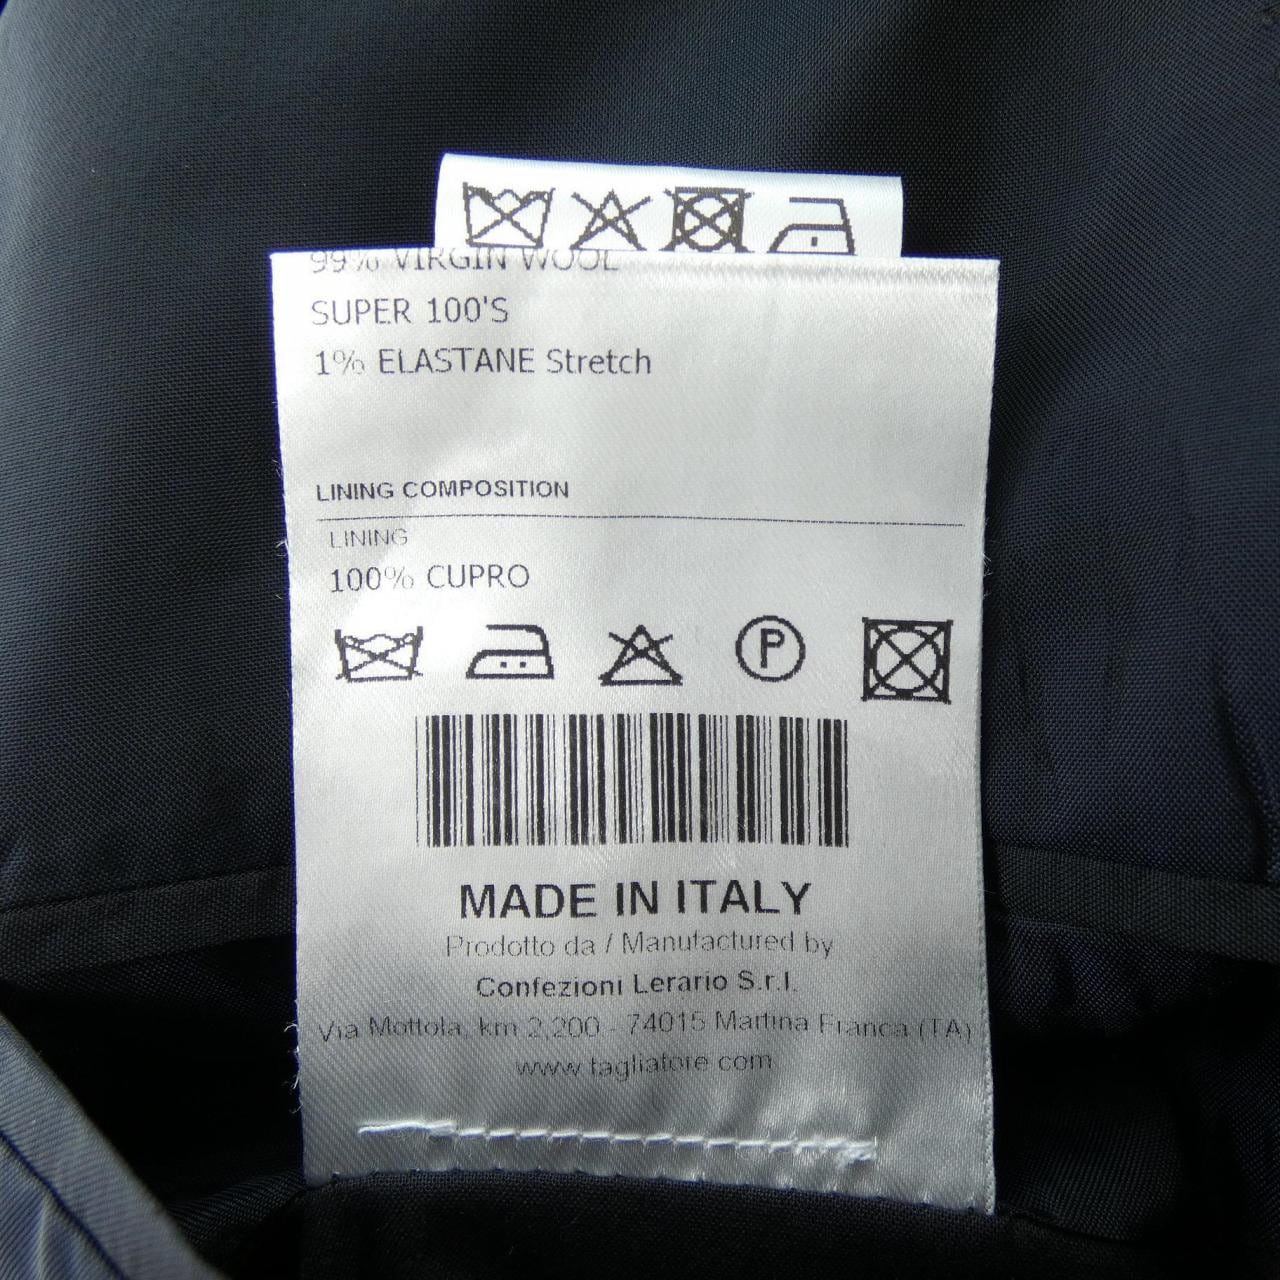 99% VIRGIN WOOL
SUPER 100'S
1% ELASTANE Stretch
LINING COMPOSITION
LINING
100% CUPRO
P
MADE IN ITALY
Prodotto da / Manufactured by
Confezioni Lerario S.r.l.
Via Mottola, km 2,200 - 74015 Martina Franca (TA)
www.tagliatore.com